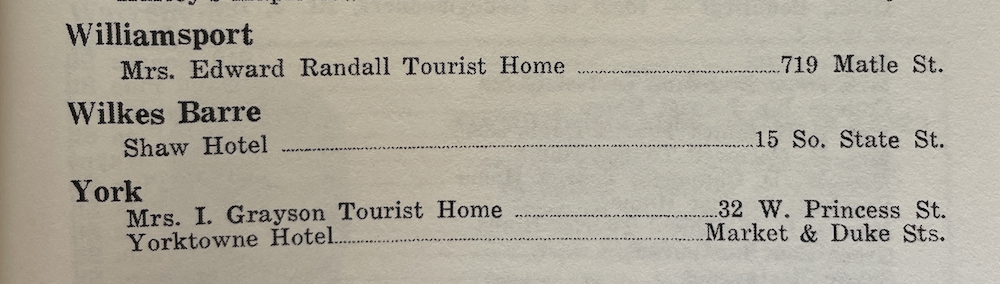 Williamsport
Mrs. Edward Randall Tourist Home ........ 719 Matle St.
Wilkes Barre
Shaw Hotel ........ 15 So. State St.
York
Mrs. I. Grayson Tourist Home ........ 32 W. Princess St.
Yorktowne Hotel ........ Market & Duke Sts.